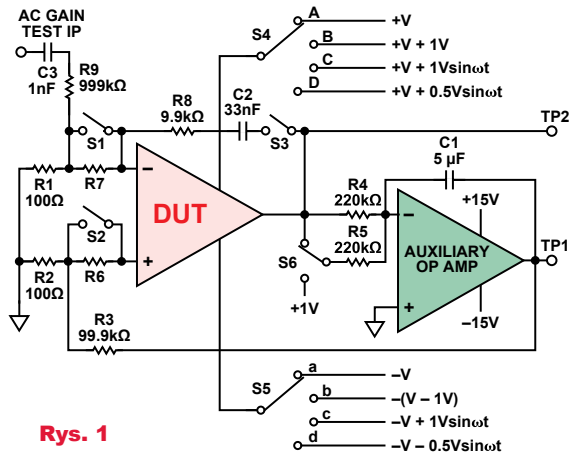 AC GAIN
TEST IP
C3
1nF
R9
999kΩ
S1
R8
9.9kΩ
C2
33nF
S3
S4
A
+V
B
+V + 1V
C
+V + 1Vsinωt
D
+V + 0.5Vsinωt
TP2
R1
100Ω
R7
S2
R2
100Ω
R6
DUT
−
+
R4
220kΩ
R5
220kΩ
S6
+1V
C1
5 µF
−
+
+15V
AUXILIARY
OP AMP
−15V
TP1
R3
99.9kΩ
S5
a
−V
b
−(V − 1V)
c
−V + 1Vsinωt
d
−V − 0.5Vsinωt
Rys. 1